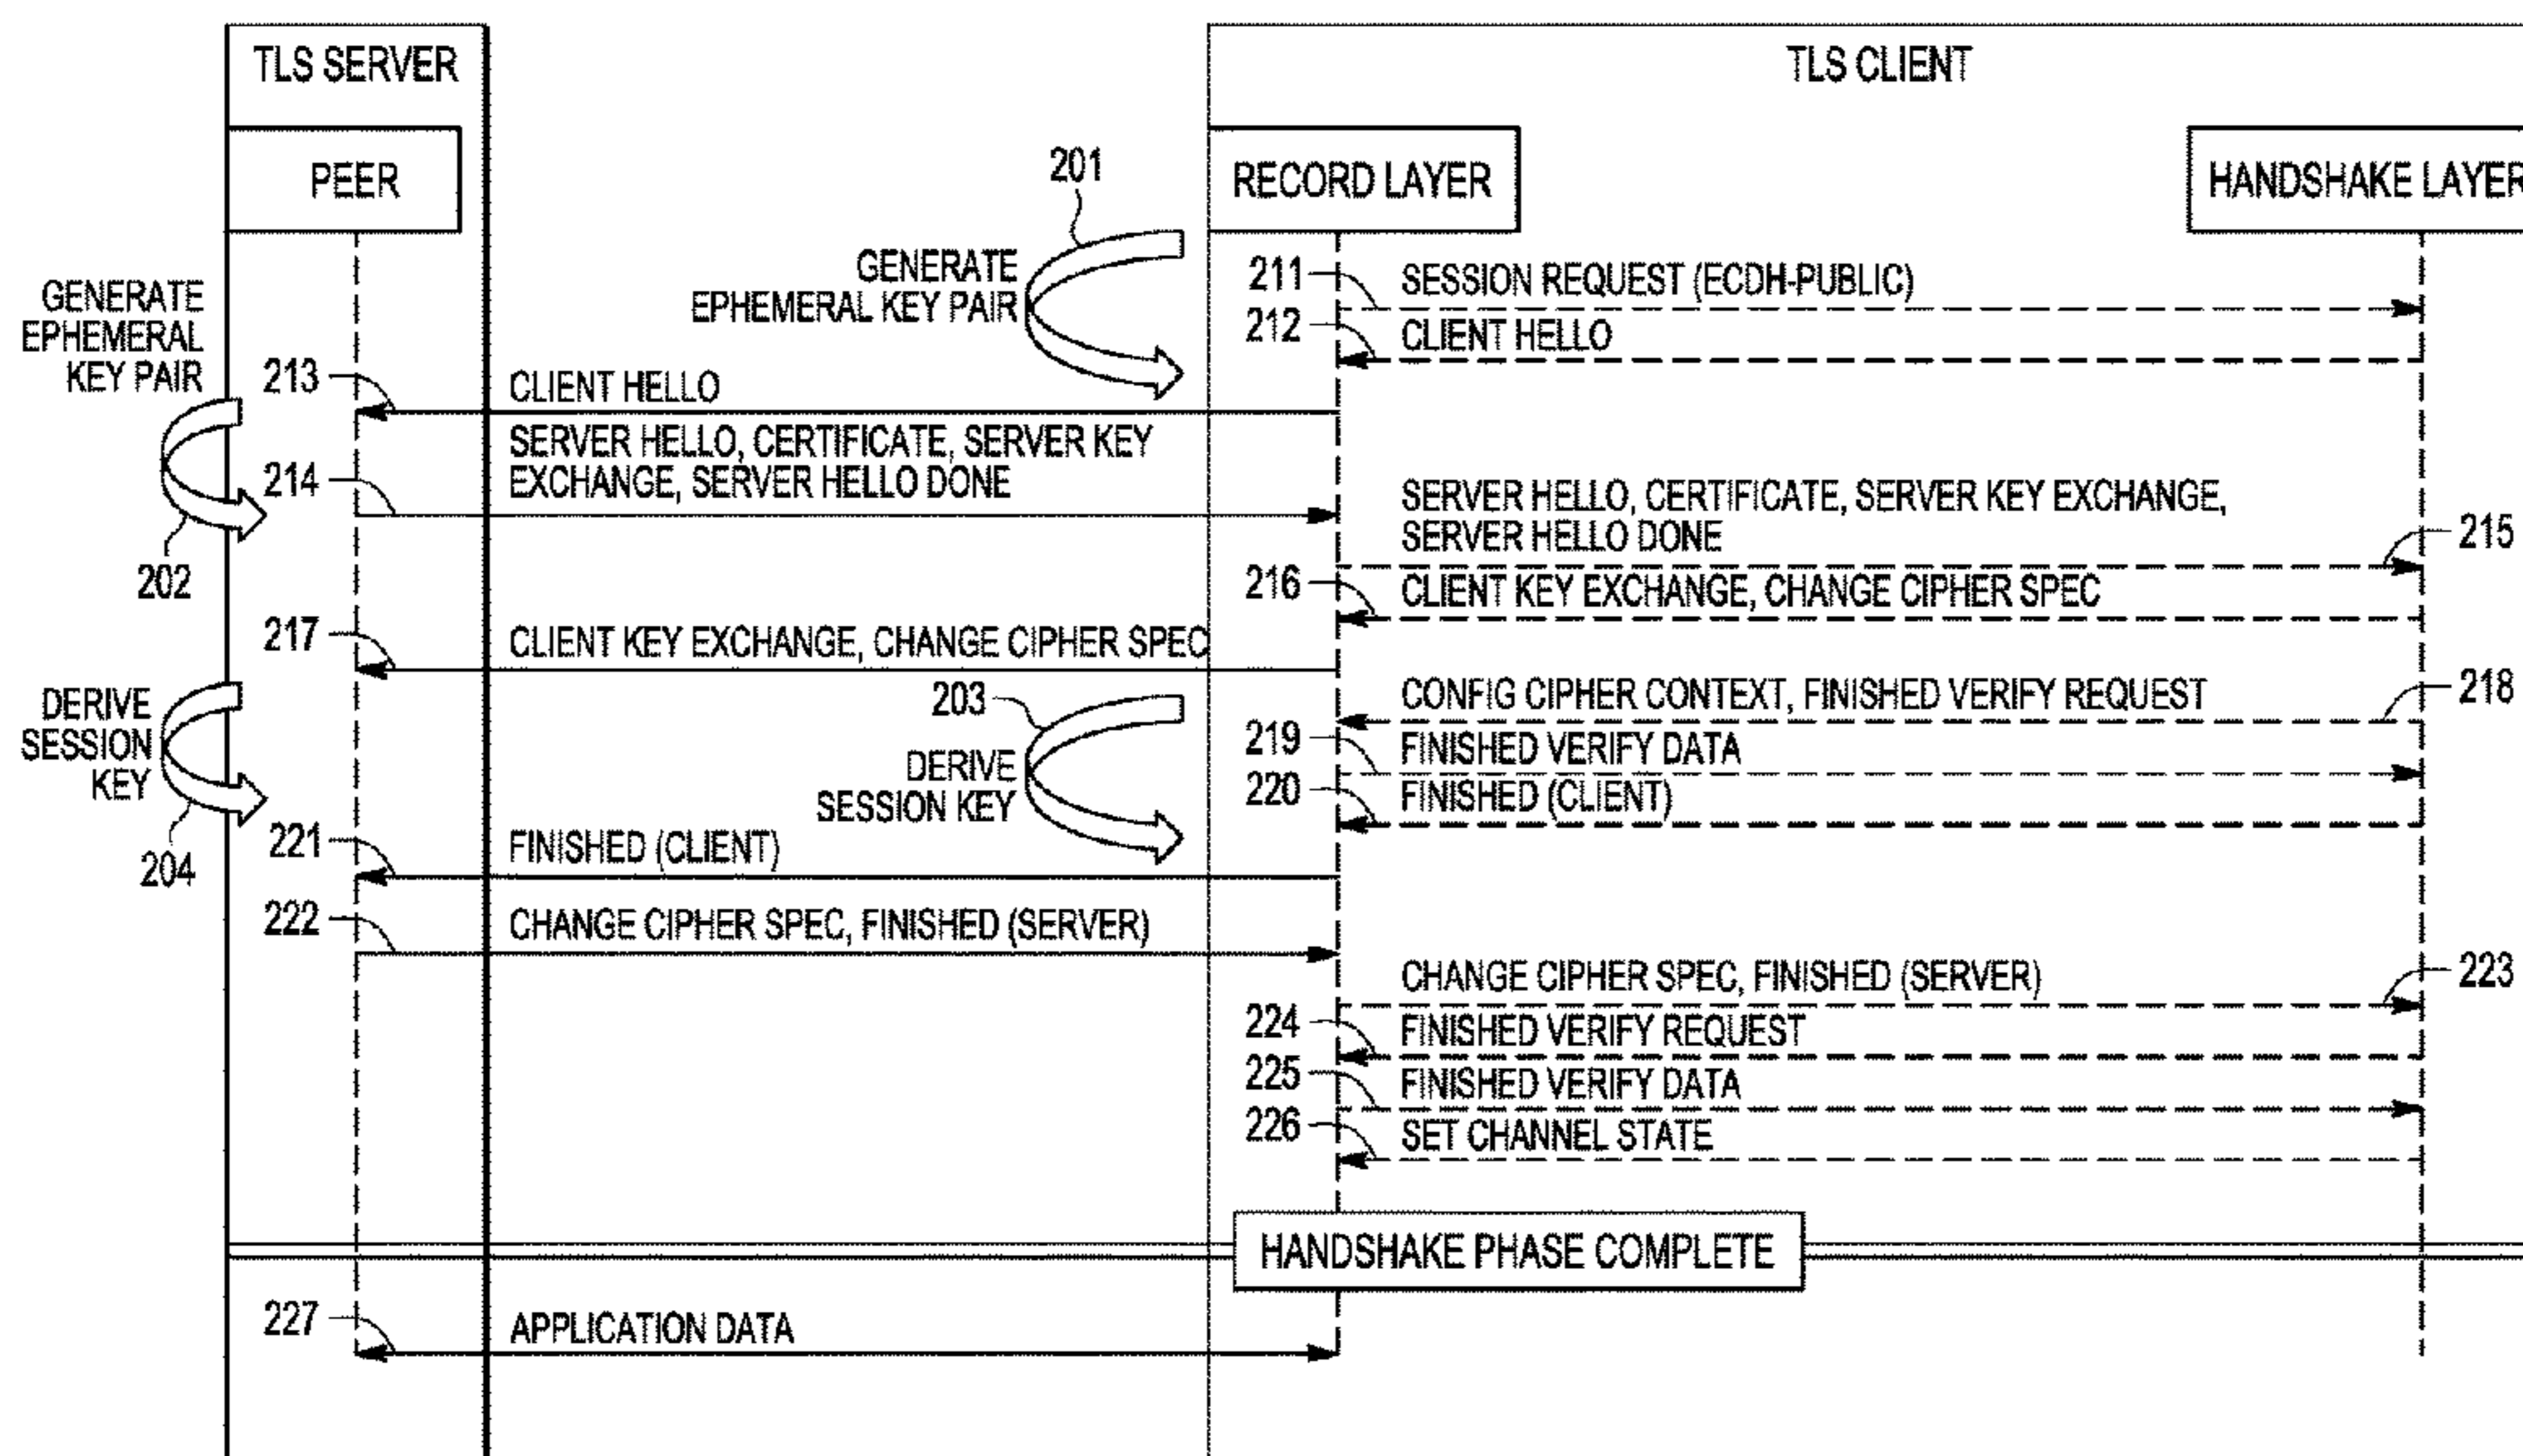 TLS SERVER
TLS CLIENT
PEER
RECORD LAYER
HANDSHAKE LAYER
201
GENERATE
EPHEMERAL KEY PAIR
211
SESSION REQUEST (ECDH-PUBLIC)
GENERATE
EPHEMERAL
KEY PAIR
212
CLIENT HELLO
213
CLIENT HELLO
214
SERVER HELLO, CERTIFICATE, SERVER KEY
EXCHANGE, SERVER HELLO DONE
202
SERVER HELLO, CERTIFICATE, SERVER KEY EXCHANGE,
SERVER HELLO DONE
215
216
CLIENT KEY EXCHANGE, CHANGE CIPHER SPEC
217
CLIENT KEY EXCHANGE, CHANGE CIPHER SPEC
DERIVE
SESSION
KEY
204
203
DERIVE
SESSION KEY
CONFIG CIPHER CONTEXT, FINISHED VERIFY REQUEST
218
219
FINISHED VERIFY DATA
220
FINISHED (CLIENT)
221
FINISHED (CLIENT)
222
CHANGE CIPHER SPEC, FINISHED (SERVER)
CHANGE CIPHER SPEC, FINISHED (SERVER)
223
224
FINISHED VERIFY REQUEST
225
FINISHED VERIFY DATA
226
SET CHANNEL STATE
HANDSHAKE PHASE COMPLETE
227
APPLICATION DATA